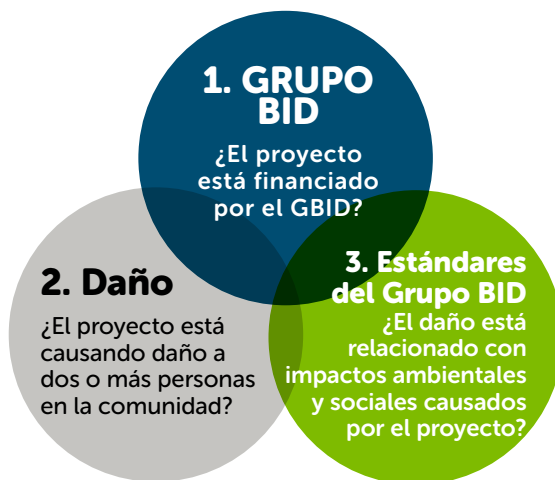 1. GRUPO
BID
¿El proyecto
está financiado
por el GBID?
2. Daño
¿El proyecto está
causando daño a
dos o más personas
en la comunidad?
3. Estándares
del Grupo BID
¿El daño está
relacionado con
impactos ambientales
y sociales causados
por el proyecto?